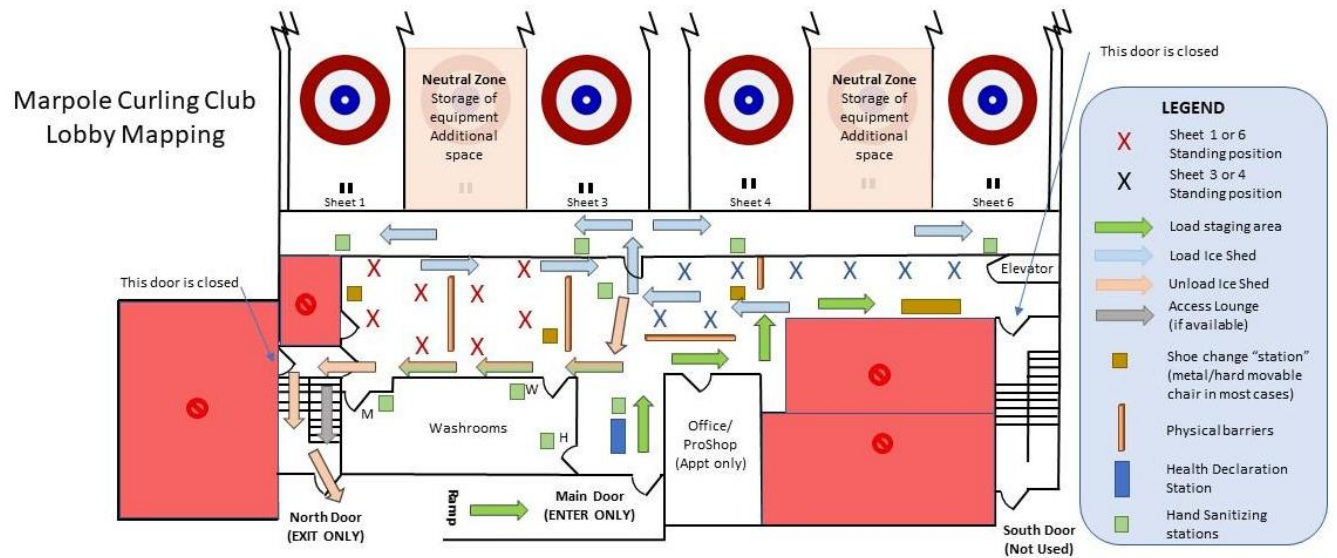 Marpole Curling Club
Lobby Mapping
Neutral Zone
Storage of
equipment
Additional
space
Neutral Zone
Storage of
equipment
Additional
space
This door is closed
Sheet 1
Sheet 3
Sheet 4
Sheet 6
X X X X X X X X
X X X X
X X X X
X X
Elevator
This door is closed
M
W
H
Washrooms
Office/
ProShop
(Appt only)
Ramp
Main Door
(ENTER ONLY)
North Door
(EXIT ONLY)
South Door
(Not Used)
LEGEND
X Sheet 1 or 6
Standing position
X Sheet 3 or 4
Standing position
Load staging area
Load Ice Shed
Unload Ice Shed
Access Lounge
(if available)
Shoe change “station”
(metal/hard movable
chair in most cases)
Physical barriers
Health Declaration
Station
Hand Sanitizing
stations